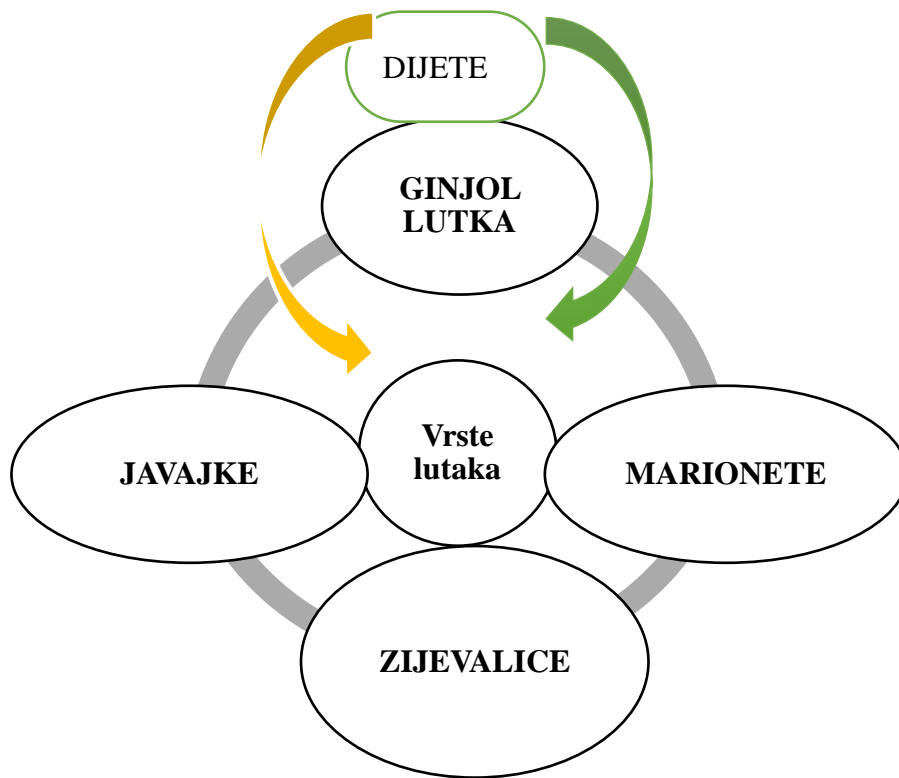 DIJETE
GINJOL
LUTKA
Vrste
lutaka
JAVAJKE
MARIONETE
ZIJEVALICE